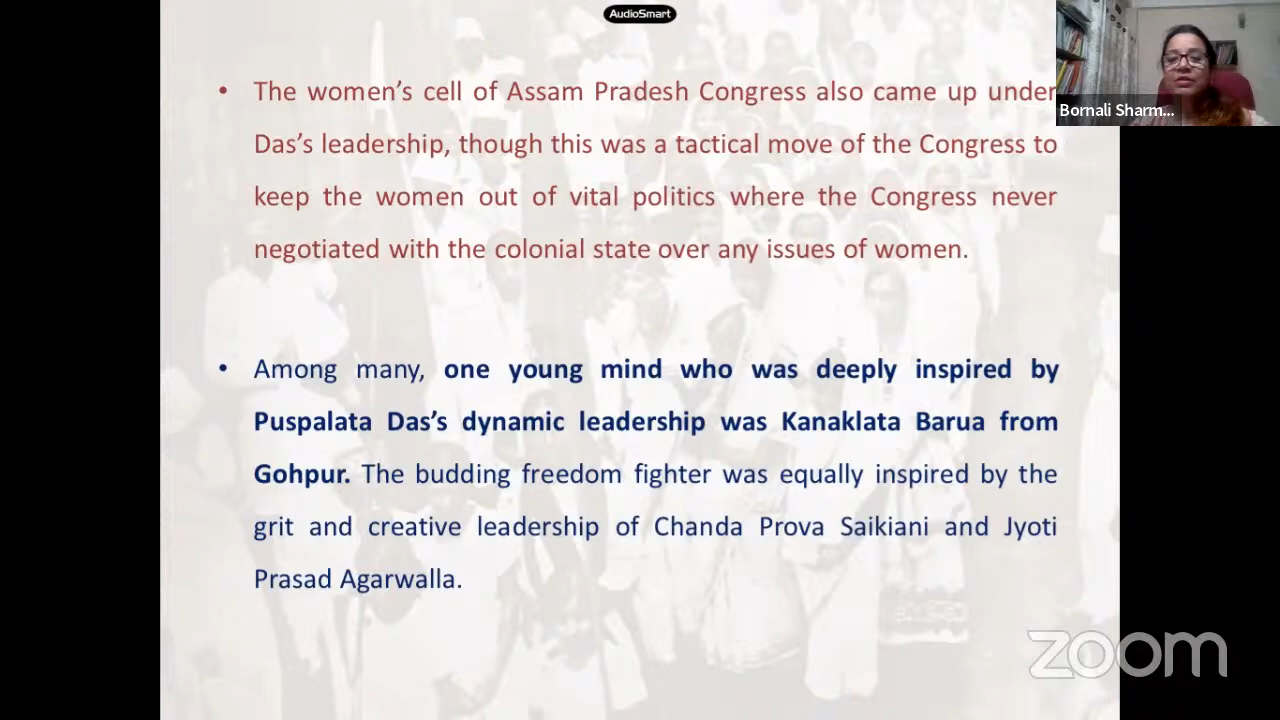 AudioSmart
• The women's cell of Assam Pradesh Congress also came up under
Das's leadership, though this was a tactical move of the Congress to
keep the women out of vital politics where the Congress never
negotiated with the colonial state over any issues of women.
• Among many, one young mind who was deeply inspired by
Puspalata Das's dynamic leadership was Kanaklata Barua from
Gohpur. The budding freedom fighter was equally inspired by the
grit and creative leadership of Chanda Prova Saikiani and Jyoti
Prasad Agarwalla.
Bornali Sharm...
zoom